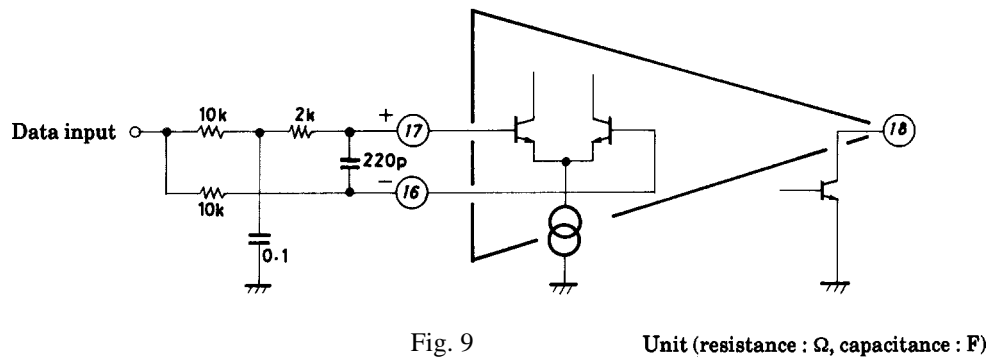 18
10k
2k
+
17
Data input
220p
−
16
10k
0.1
Fig. 9
Unit (resistance : Ω, capacitance : F)